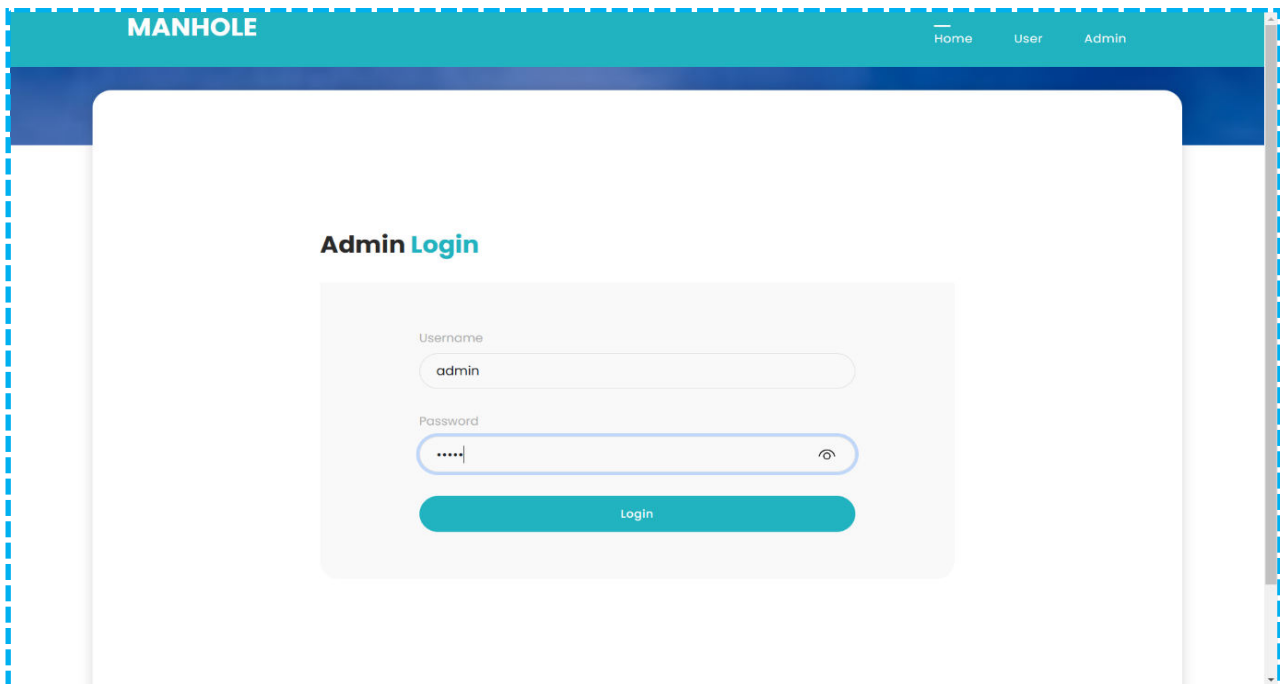 MANHOLE
Home User Admin
Admin Login
Username
admin
Password
•••••
Login